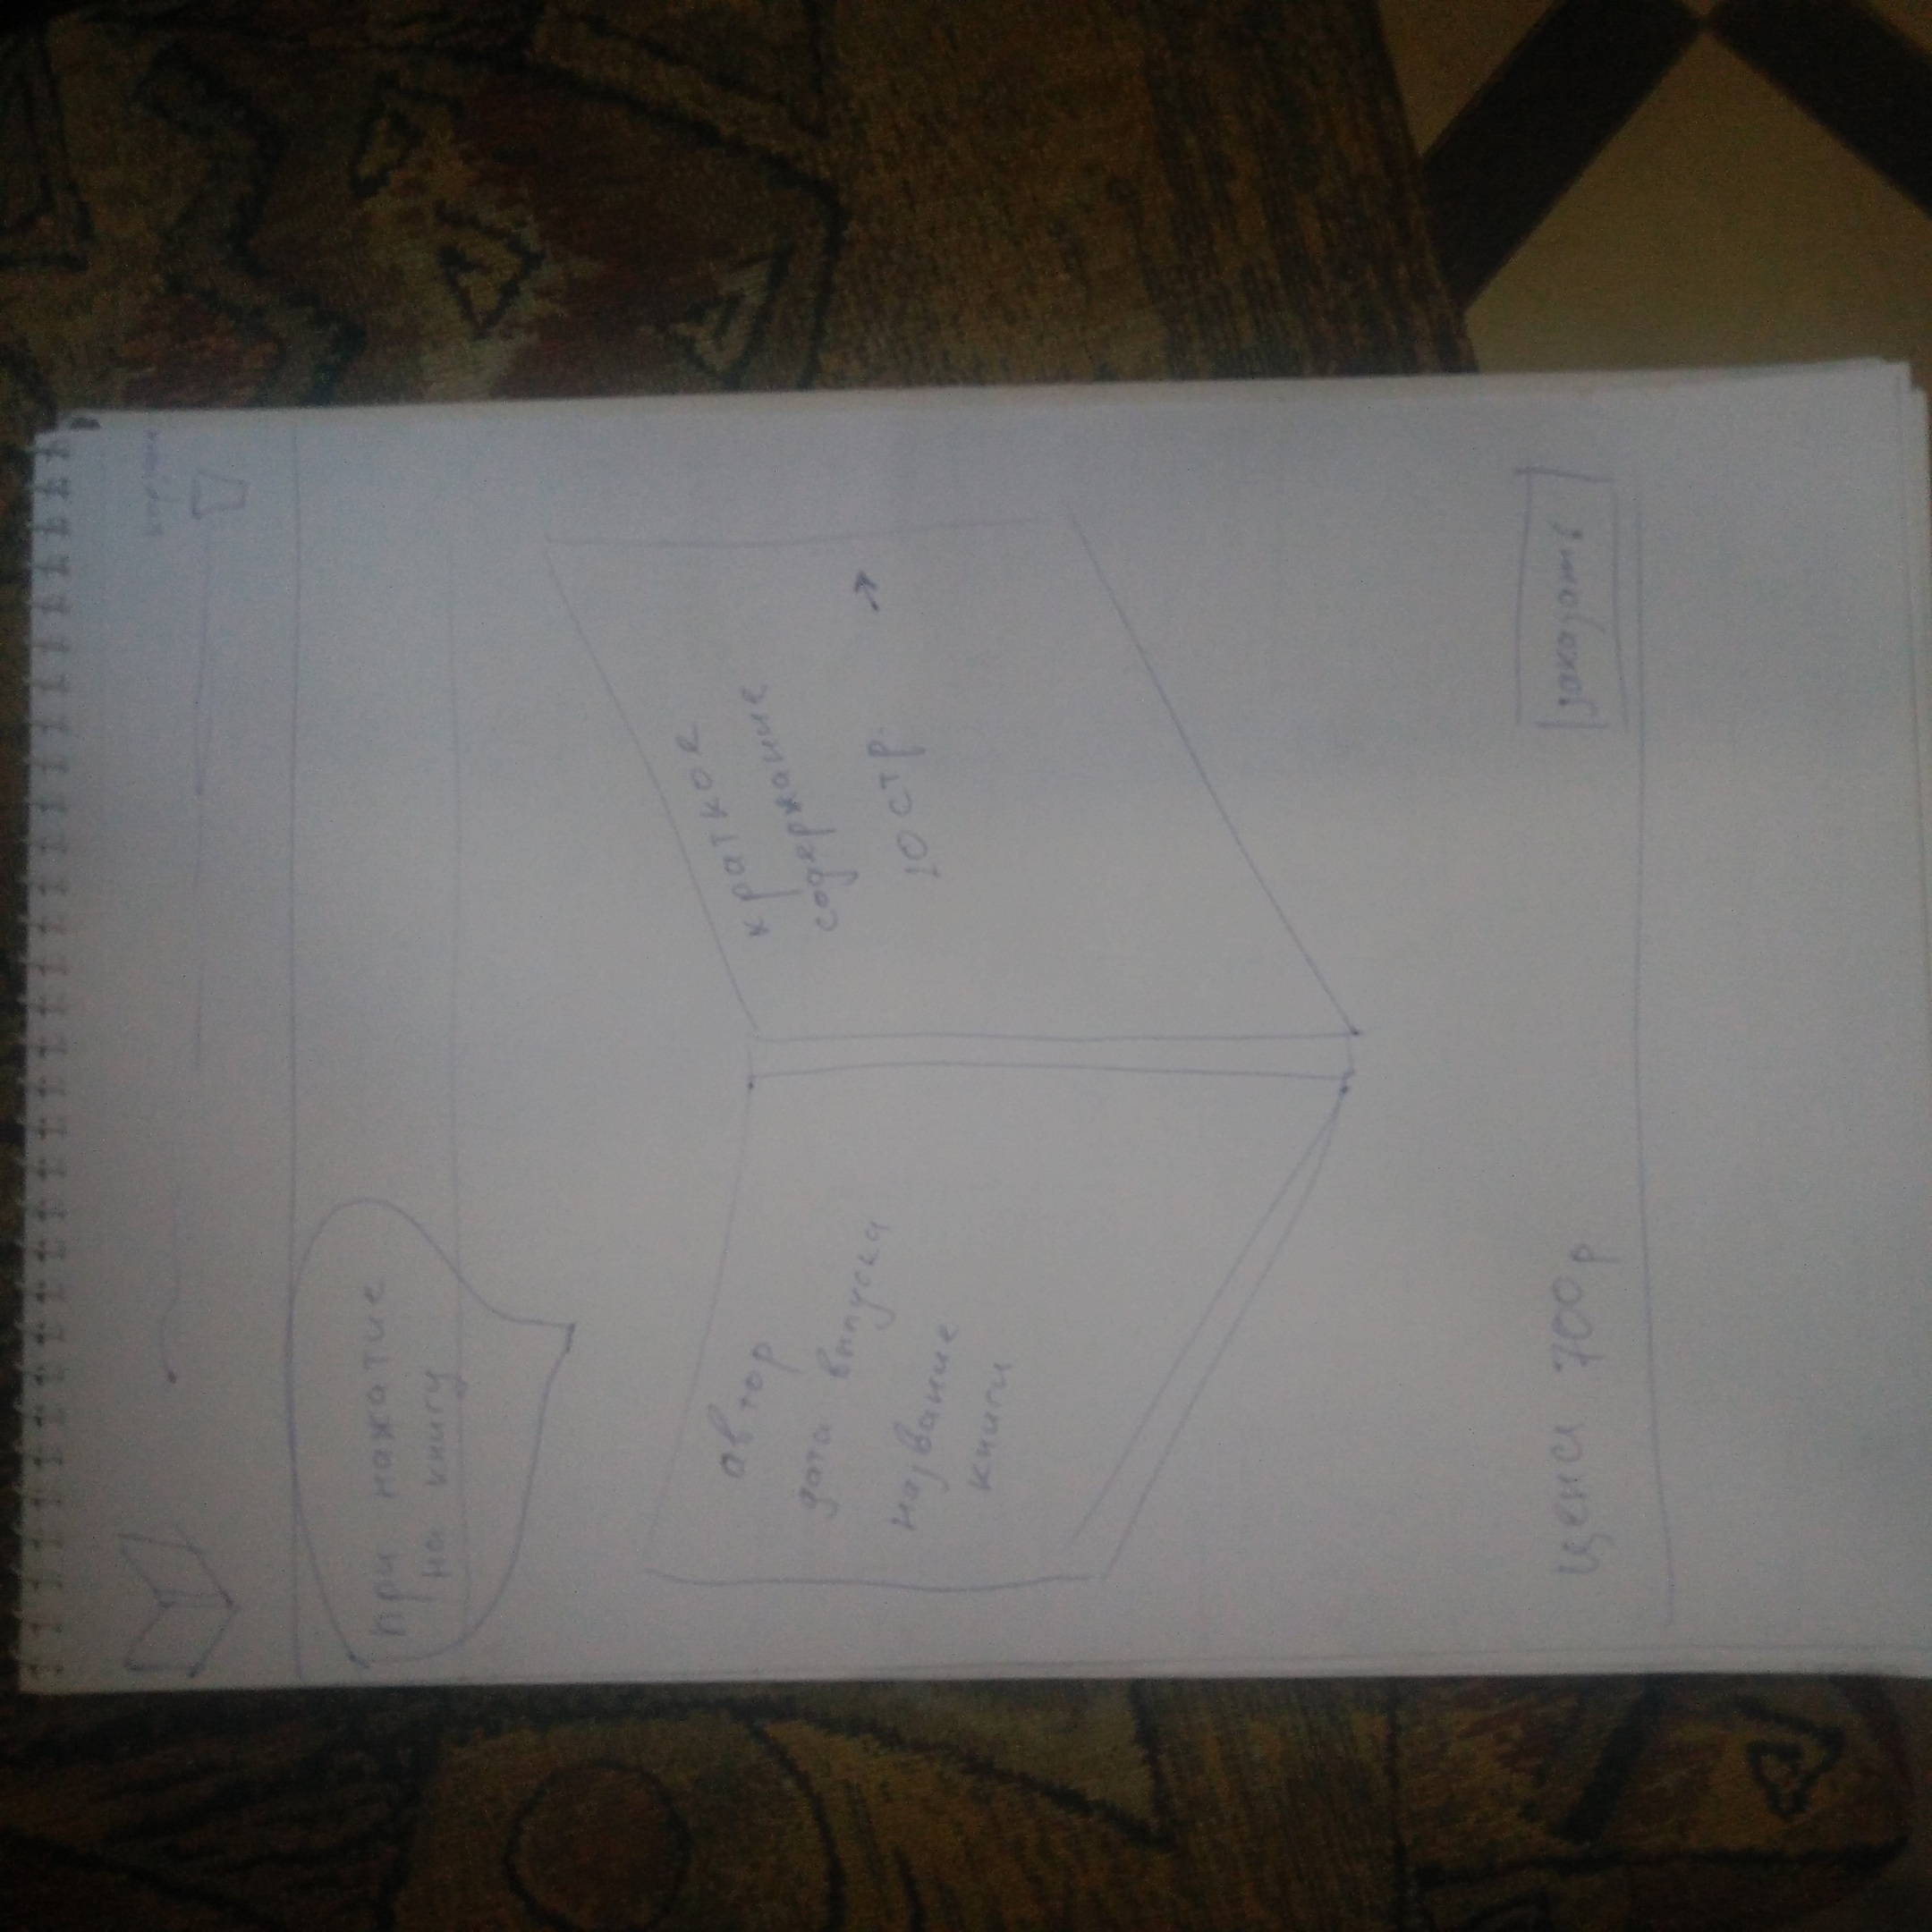 корзина
при нажатие
на книгу
автор
дата выпуска
название
книги
краткое
содержание
10 стр.
цена 700 р
заказать